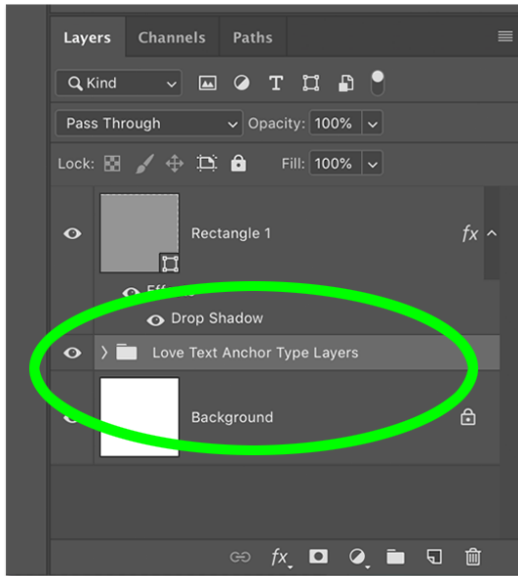 Layers Channels Paths
Kind
Pass Through Opacity: 100%
Lock: Fill: 100%
Rectangle 1 fx
Drop Shadow
Love Text Anchor Type Layers
Background
fx